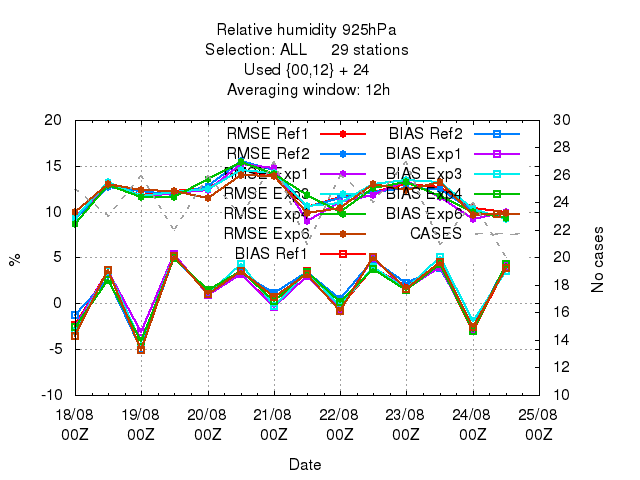 Relative humidity 925hPa
Selection: ALL 29 stations
Used {00,12} + 24
Averaging window: 12h
20 30
15 28
10 26
5 24
0 22
-5 20
-10 18
16
14
12
10
%
No cases
RMSE Ref1 BIAS Ref2
RMSE Ref2 BIAS Exp1
RMSE Exp1 BIAS Exp3
RMSE Exp3 BIAS Exp4
RMSE Exp4 BIAS Exp6
RMSE Exp6 CASES
BIAS Ref1
18/08 19/08 20/08 21/08 22/08 23/08 24/08 25/08
00Z 00Z 00Z 00Z 00Z 00Z 00Z 00Z
Date